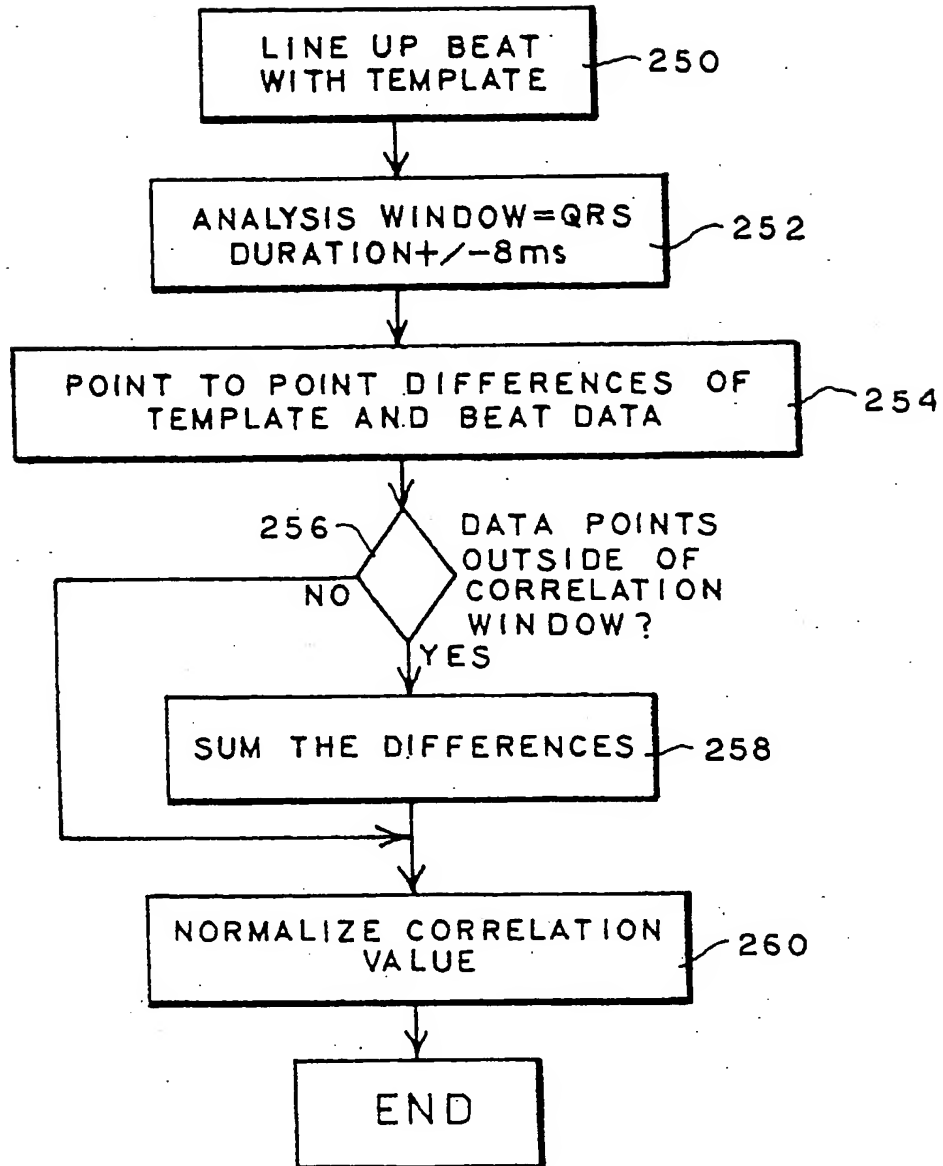 LINE UP BEAT
WITH TEMPLATE
250
ANALYSIS WINDOW=QRS
DURATION+/-8ms
252
POINT TO POINT DIFFERENCES OF
TEMPLATE AND BEAT DATA
254
256
DATA POINTS
OUTSIDE OF
CORRELATION
WINDOW?
NO
YES
SUM THE DIFFERENCES
258
NORMALIZE CORRELATION
VALUE
260
END